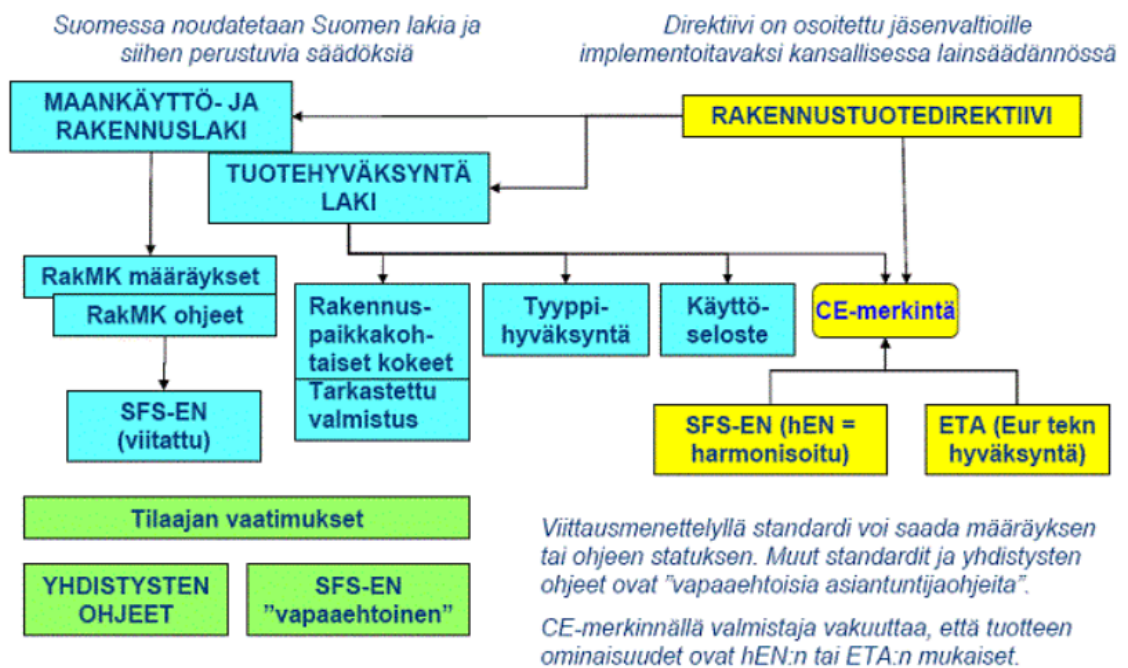 Suomessa noudatetaan Suomen lakia ja
siihen perustuvia säädöksiä
Direktiivi on osoitettu jäsenvaltioille
implementoitavaksi kansallisessa lainsäädännössä
MAANKÄYTTÖ- JA
RAKENNUSLAKI
RAKENNUSTUOTEDIREKTIIVI
TUOTEHYVÄKSYNTÄ
LAKI
RakMK määräykset
RakMK ohjeet
Rakennus-
paikkakoh-
taiset kokeet
Tarkastettu
valmistus
Tyyppi-
hyväksyntä
Käyttö-
seloste
CE-merkintä
SFS-EN
(viitattu)
SFS-EN (hEN =
harmonisoitu)
ETA (Eur tekn
hyväksyntä)
Tilaajan vaatimukset
YHDISTYSTEN
OHJEET
SFS-EN
”vapaaehtoinen”
Viittausmenettelyllä standardi voi saada määräyksen
tai ohjeen statuksen. Muut standardit ja yhdistysten
ohjeet ovat ”vapaaehtoisia asiantuntijaohjeita”.
CE-merkinnällä valmistaja vakuuttaa, että tuotteen
ominaisuudet ovat hEN:n tai ETA:n mukaiset.